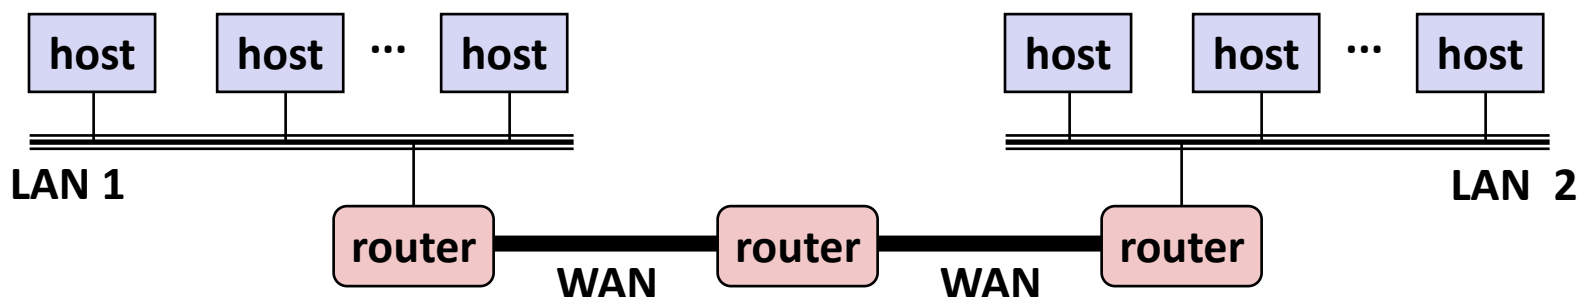 host host ... host host host ... host
LAN 1 LAN 2
router router router
WAN WAN